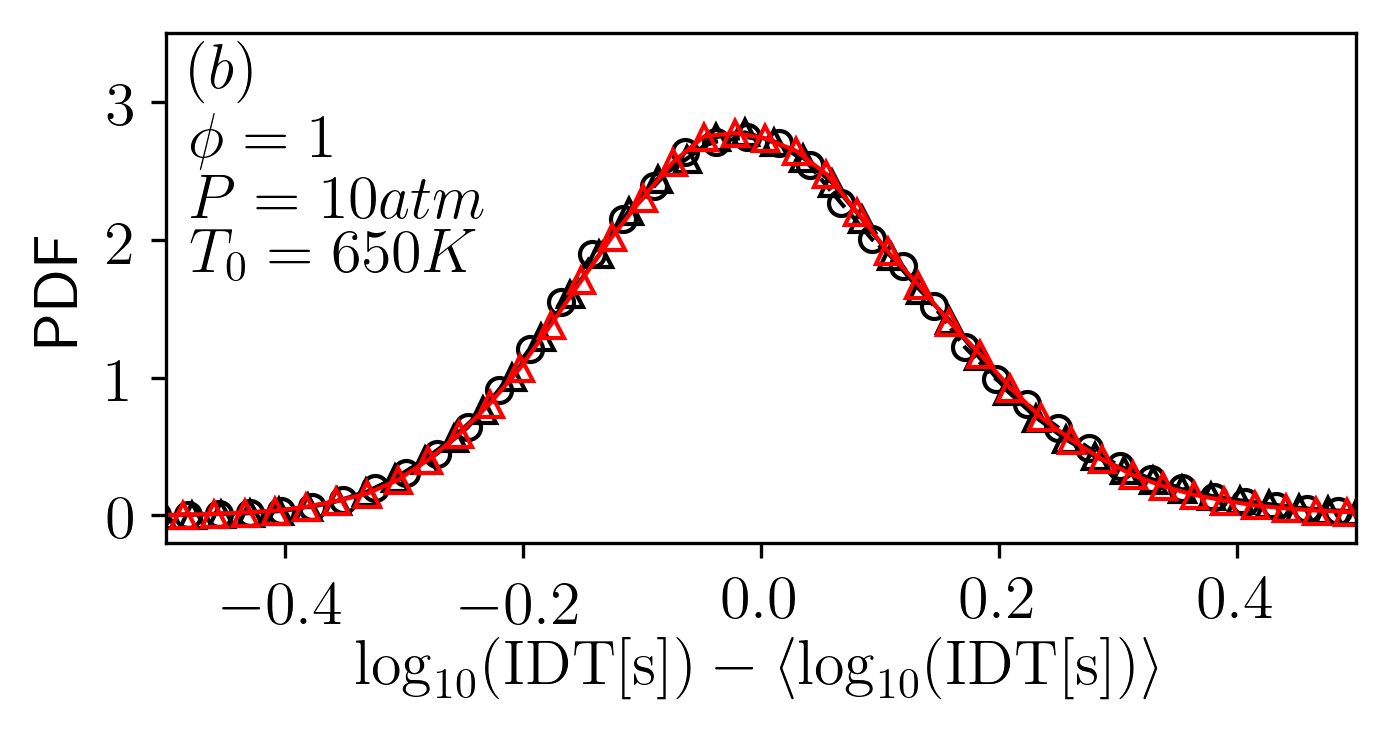 (b)
ϕ = 1
P = 10atm
T₀ = 650K
PDF
3
2
1
0
−0.4 −0.2 0.0 0.2 0.4
log₁₀(IDT[s]) − ⟨log₁₀(IDT[s])⟩